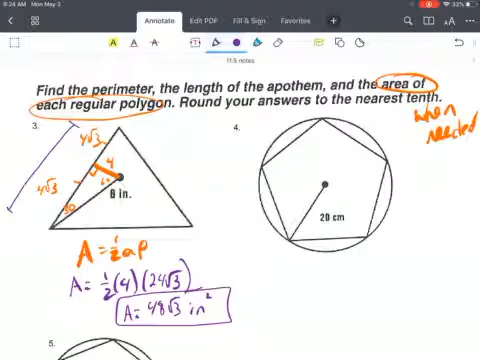 9:24 AM Mon May 3
33%
Annotate
Edit PDF
Fill & Sign
Favorites
11.5 notes
Find the perimeter, the length of the apothem, and the area of
each regular polygon. Round your answers to the nearest tenth.
when
needed
3.
4.
4√3
4
4√3
60
30
8 in.
20 cm
A = ½ap
A = ½(4)(24√3)
A = 48√3 in²
5.